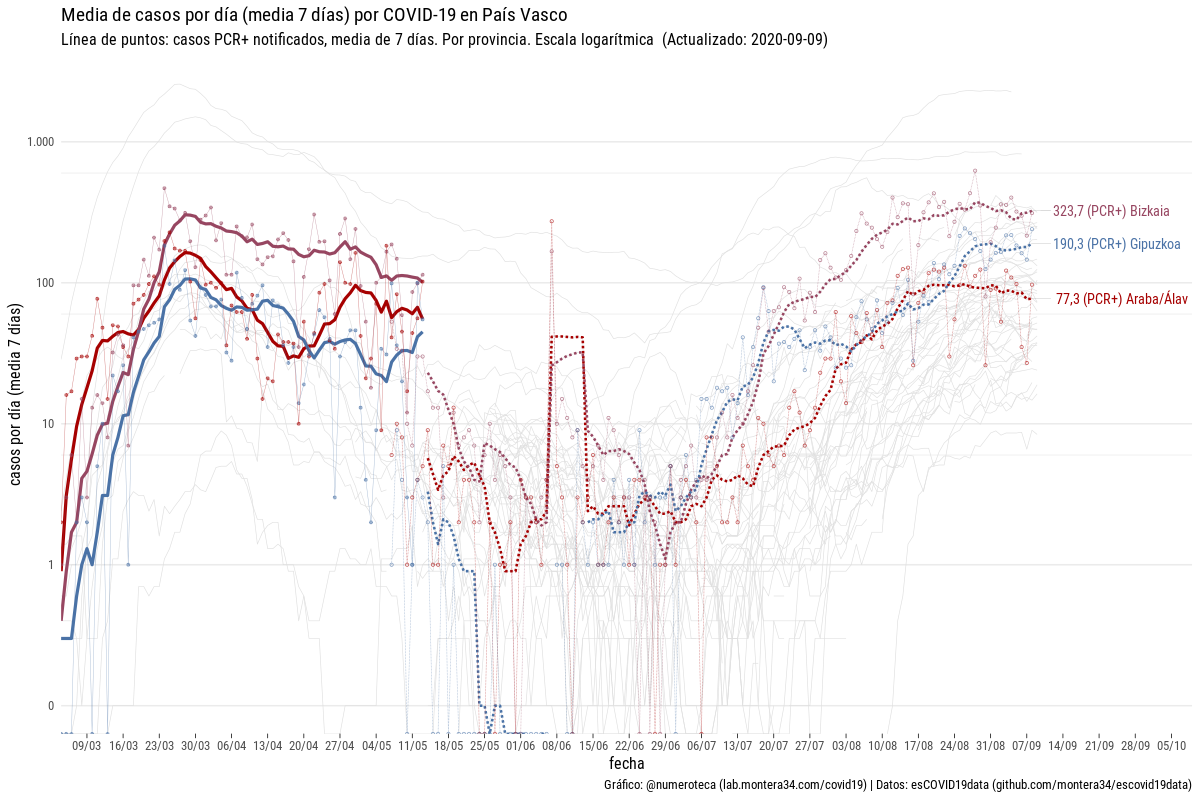 Media de casos por día (media 7 días) por COVID-19 en País Vasco
Línea de puntos: casos PCR+ notificados, media de 7 días. Por provincia. Escala logarítmica (Actualizado: 2020-09-09)
casos por día (media 7 días)
1.000
100
10
1
0
323,7 (PCR+) Bizkaia
190,3 (PCR+) Gipuzkoa
77,3 (PCR+) Araba/Álav
09/03 16/03 23/03 30/03 06/04 13/04 20/04 27/04 4/05 11/05 18/05 25/05 01/06 08/06 15/06 22/06 29/06 06/07 13/07 20/07 27/07 03/08 10/08 17/08 24/08 31/08 07/09 14/09 21/09 28/09 05/10
fecha
Gráfico: @numeroteca (lab.montera34.com/covid19) | Datos: esCOVID19data (github.com/montera34/escovid19data)